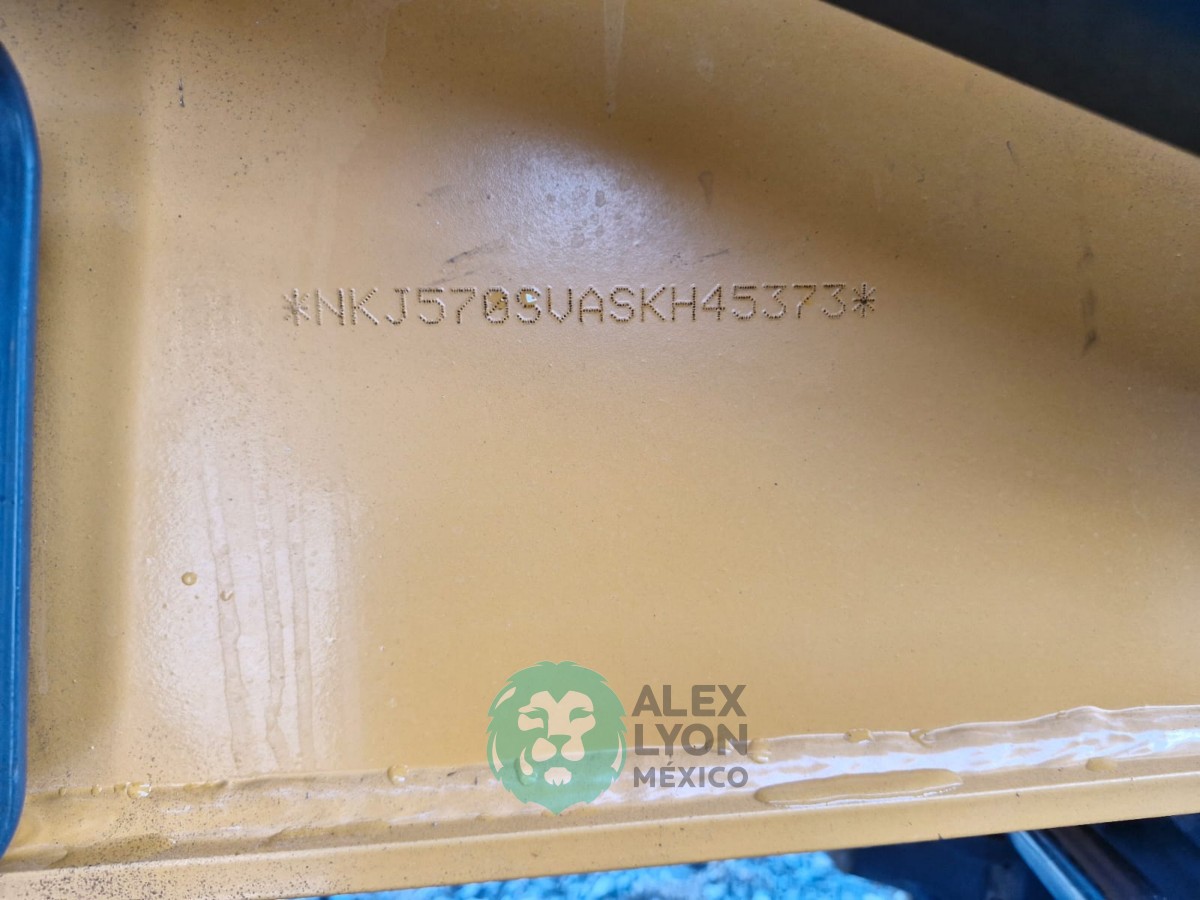 *NKJ570SVASKH45373*
ALEX
LYON
MÉXICO